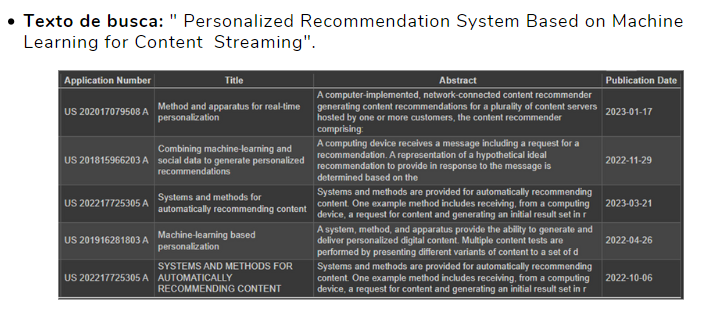 • Texto de busca: " Personalized Recommendation System Based on Machine
Learning for Content Streaming".
Application Number Title Abstract Publication Date
US 202017079508 A Method and apparatus for real-time personalization A computer-implemented, network-connected content recommender generating content recommendations for a plurality of content servers hosted by one or more customers, the content recommender comprising: 2023-01-17
US 201815966203 A Combining machine-learning and social data to generate personalized recommendations A computing device receives a message including a request for a recommendation. A representation of a hypothetical ideal recommendation to provide in response to the message is determined based on the 2022-11-29
US 202217725305 A Systems and methods for automatically recommending content Systems and methods are provided for automatically recommending content. One example method includes receiving, from a computing device, a request for content and generating an initial result set in r 2023-03-21
US 201916281803 A Machine-learning based personalization A system, method, and apparatus provide the ability to generate and deliver personalized digital content. Multiple content tests are performed by presenting different variants of content to a set of d 2022-04-26
US 202217725305 A SYSTEMS AND METHODS FOR AUTOMATICALLY RECOMMENDING CONTENT Systems and methods are provided for automatically recommending content. One example method includes receiving, from a computing device, a request for content and generating an initial result set in r 2022-10-06